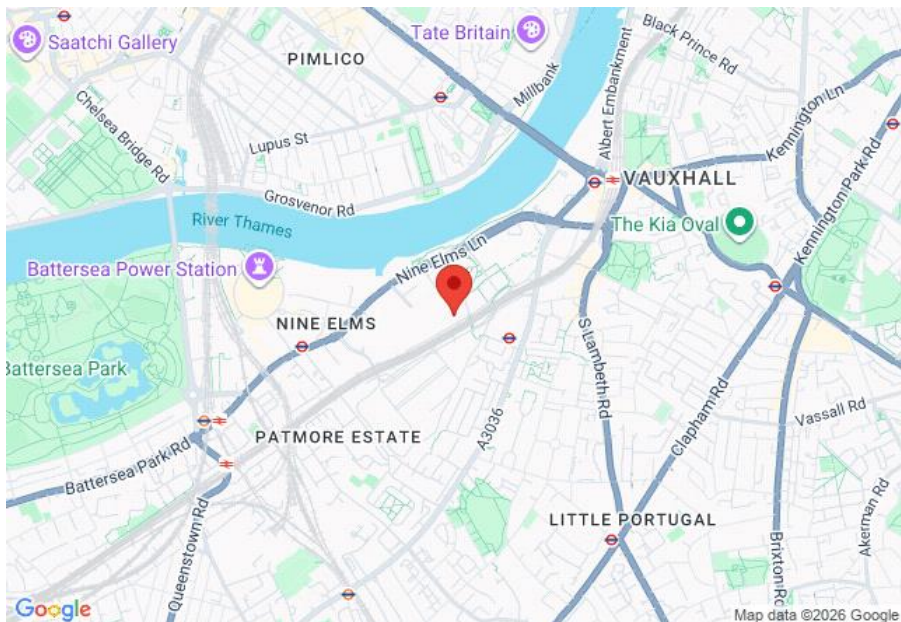 Saatchi Gallery
Tate Britain
PIMLICO
Black Prince Rd
Millbank
Albert Embankment
Chelsea Bridge Rd
Lupus St
Kennington Ln
Grosvenor Rd
VAUXHALL
Kennington Park Rd
River Thames
The Kia Oval
Nine Elms Ln
Battersea Power Station
NINE ELMS
S Lambeth Rd
Battersea Park
A3036
Clapham Rd
Vassall Rd
PATMORE ESTATE
Battersea Park Rd
Queenstown Rd
LITTLE PORTUGAL
Brixton Rd
Akerman Rd
Google
Map data ©2026 Google